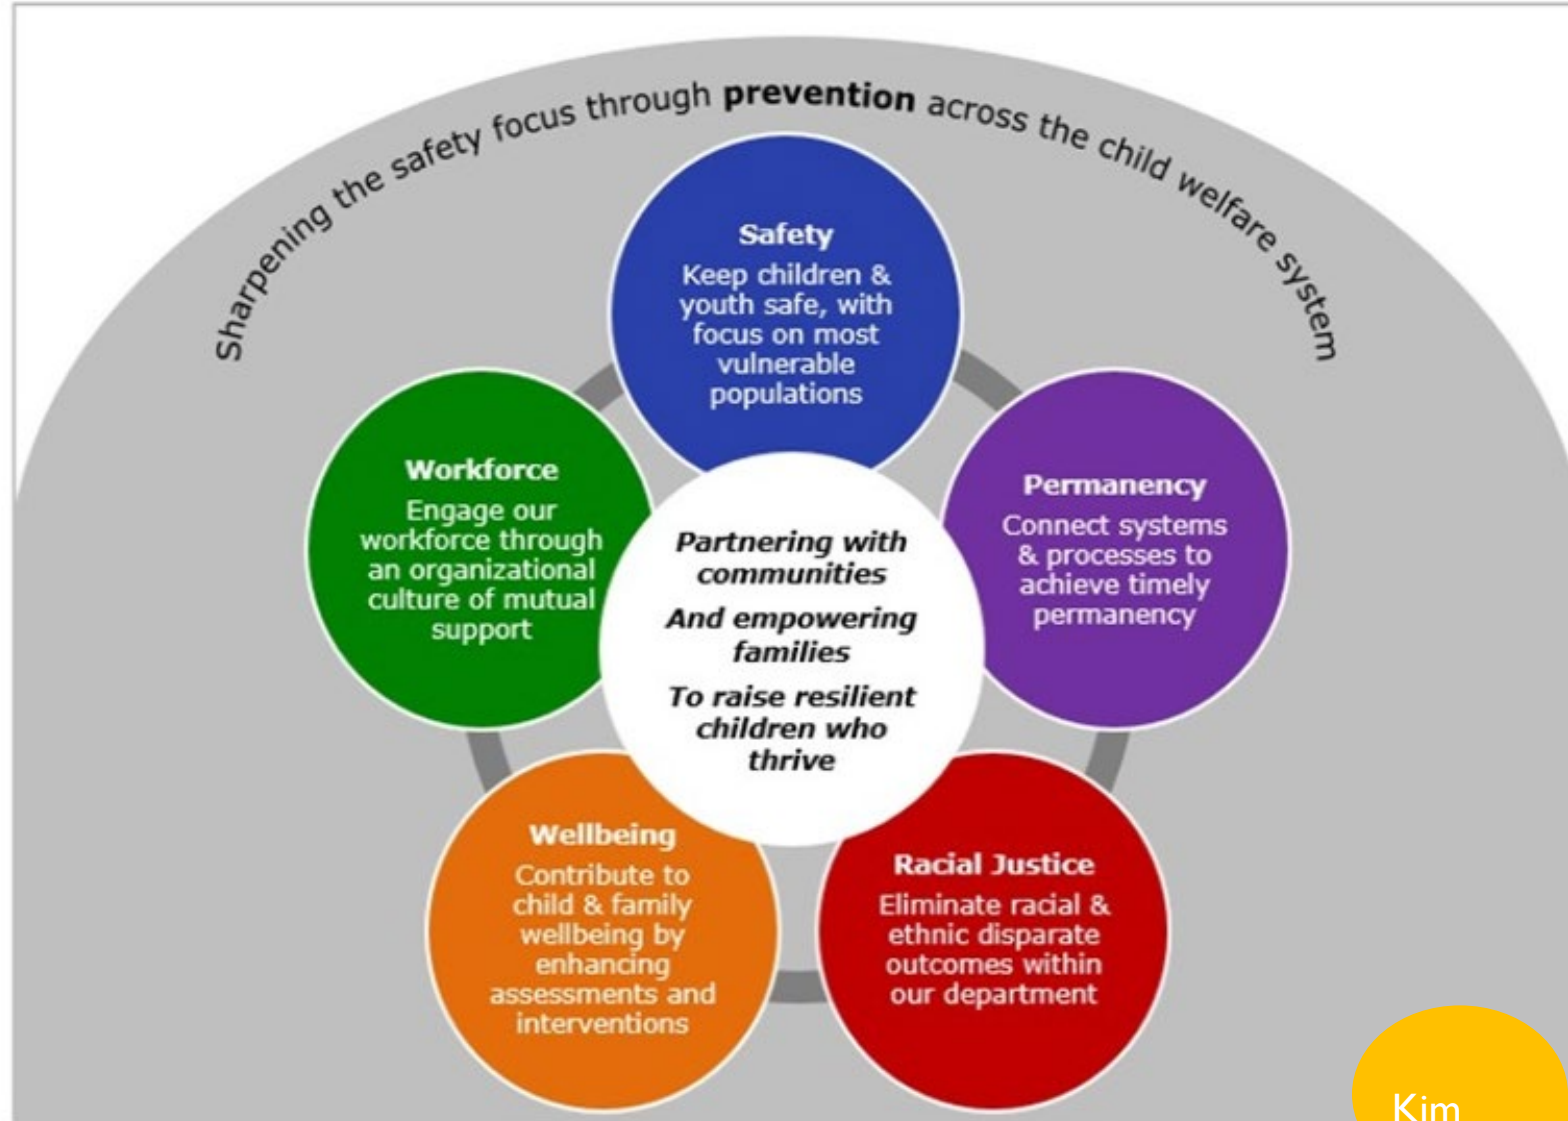 Sharpening the safety focus through prevention across the child welfare system
Safety
Keep children &
youth safe, with
focus on most
vulnerable
populations
Workforce
Engage our
workforce through
an organizational
culture of mutual
support
Permanency
Connect systems
& processes to
achieve timely
permanency
Partnering with
communities
And empowering
families
To raise resilient
children who
thrive
Wellbeing
Contribute to
child & family
wellbeing by
enhancing
assessments and
interventions
Racial Justice
Eliminate racial &
ethnic disparate
outcomes within
our department
Kim